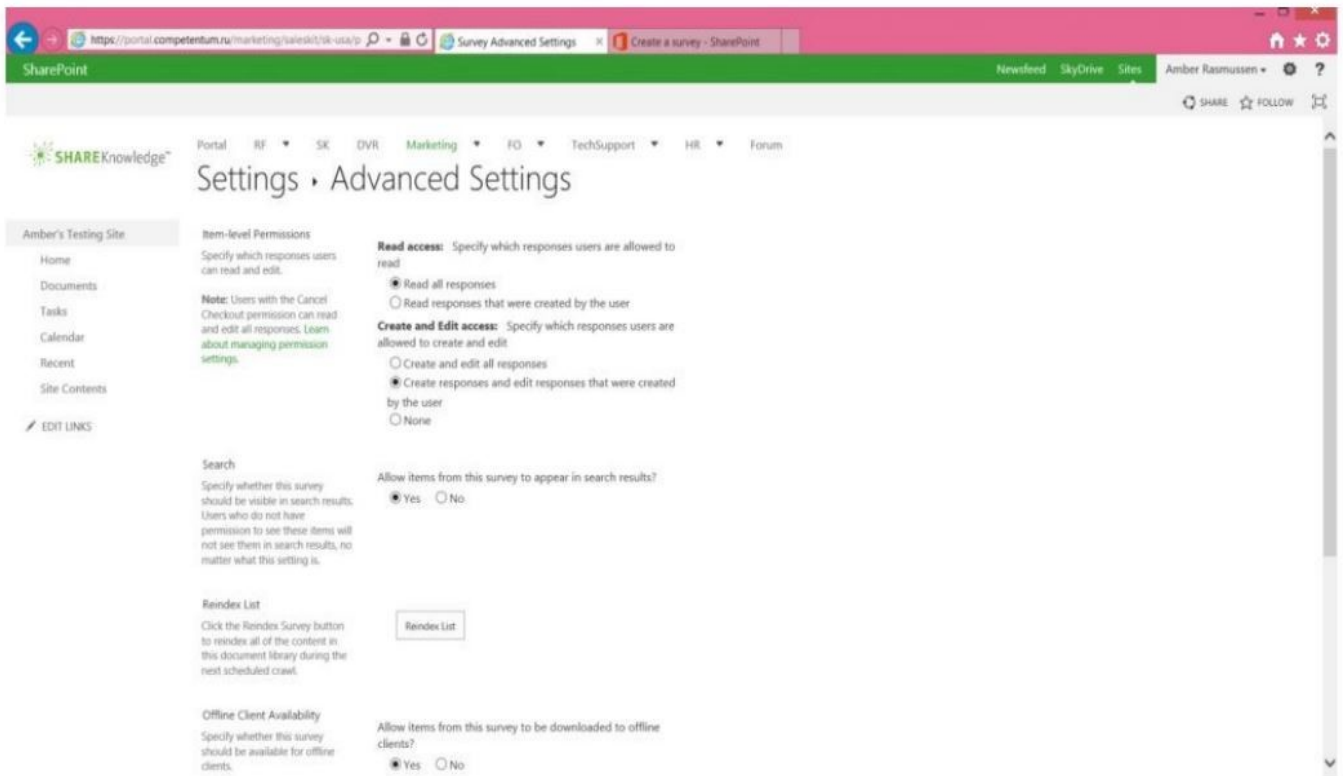 https://portal.competentum.ru/marketing/saleskit/sk-usa/p
Survey Advanced Settings
Create a survey - SharePoint
SharePoint
Newsfeed SkyDrive Sites Amber Rasmussen ?
SHARE FOLLOW
SHAREKnowledge™
Portal RF SK DVR Marketing FO TechSupport HR Forum
Settings › Advanced Settings
Amber's Testing Site
Home
Documents
Tasks
Calendar
Recent
Site Contents
EDIT LINKS
Item-level Permissions
Specify which responses users
can read and edit.
Note: Users with the Cancel
Checkout permission can read
and edit all responses. Learn
about managing permission
settings.
Read access: Specify which responses users are allowed to
read
Read all responses
Read responses that were created by the user
Create and Edit access: Specify which responses users are
allowed to create and edit
Create and edit all responses
Create responses and edit responses that were created
by the user
None
Search
Specify whether this survey
should be visible in search results.
Users who do not have
permission to see these items will
not see them in search results, no
matter what this setting is.
Allow items from this survey to appear in search results?
Yes No
Reindex List
Click the Reindex Survey button
to reindex all of the content in
this document library during the
next scheduled crawl.
Reindex List
Offline Client Availability
Specify whether this survey
should be available for offline
clients.
Allow items from this survey to be downloaded to offline
clients?
Yes No